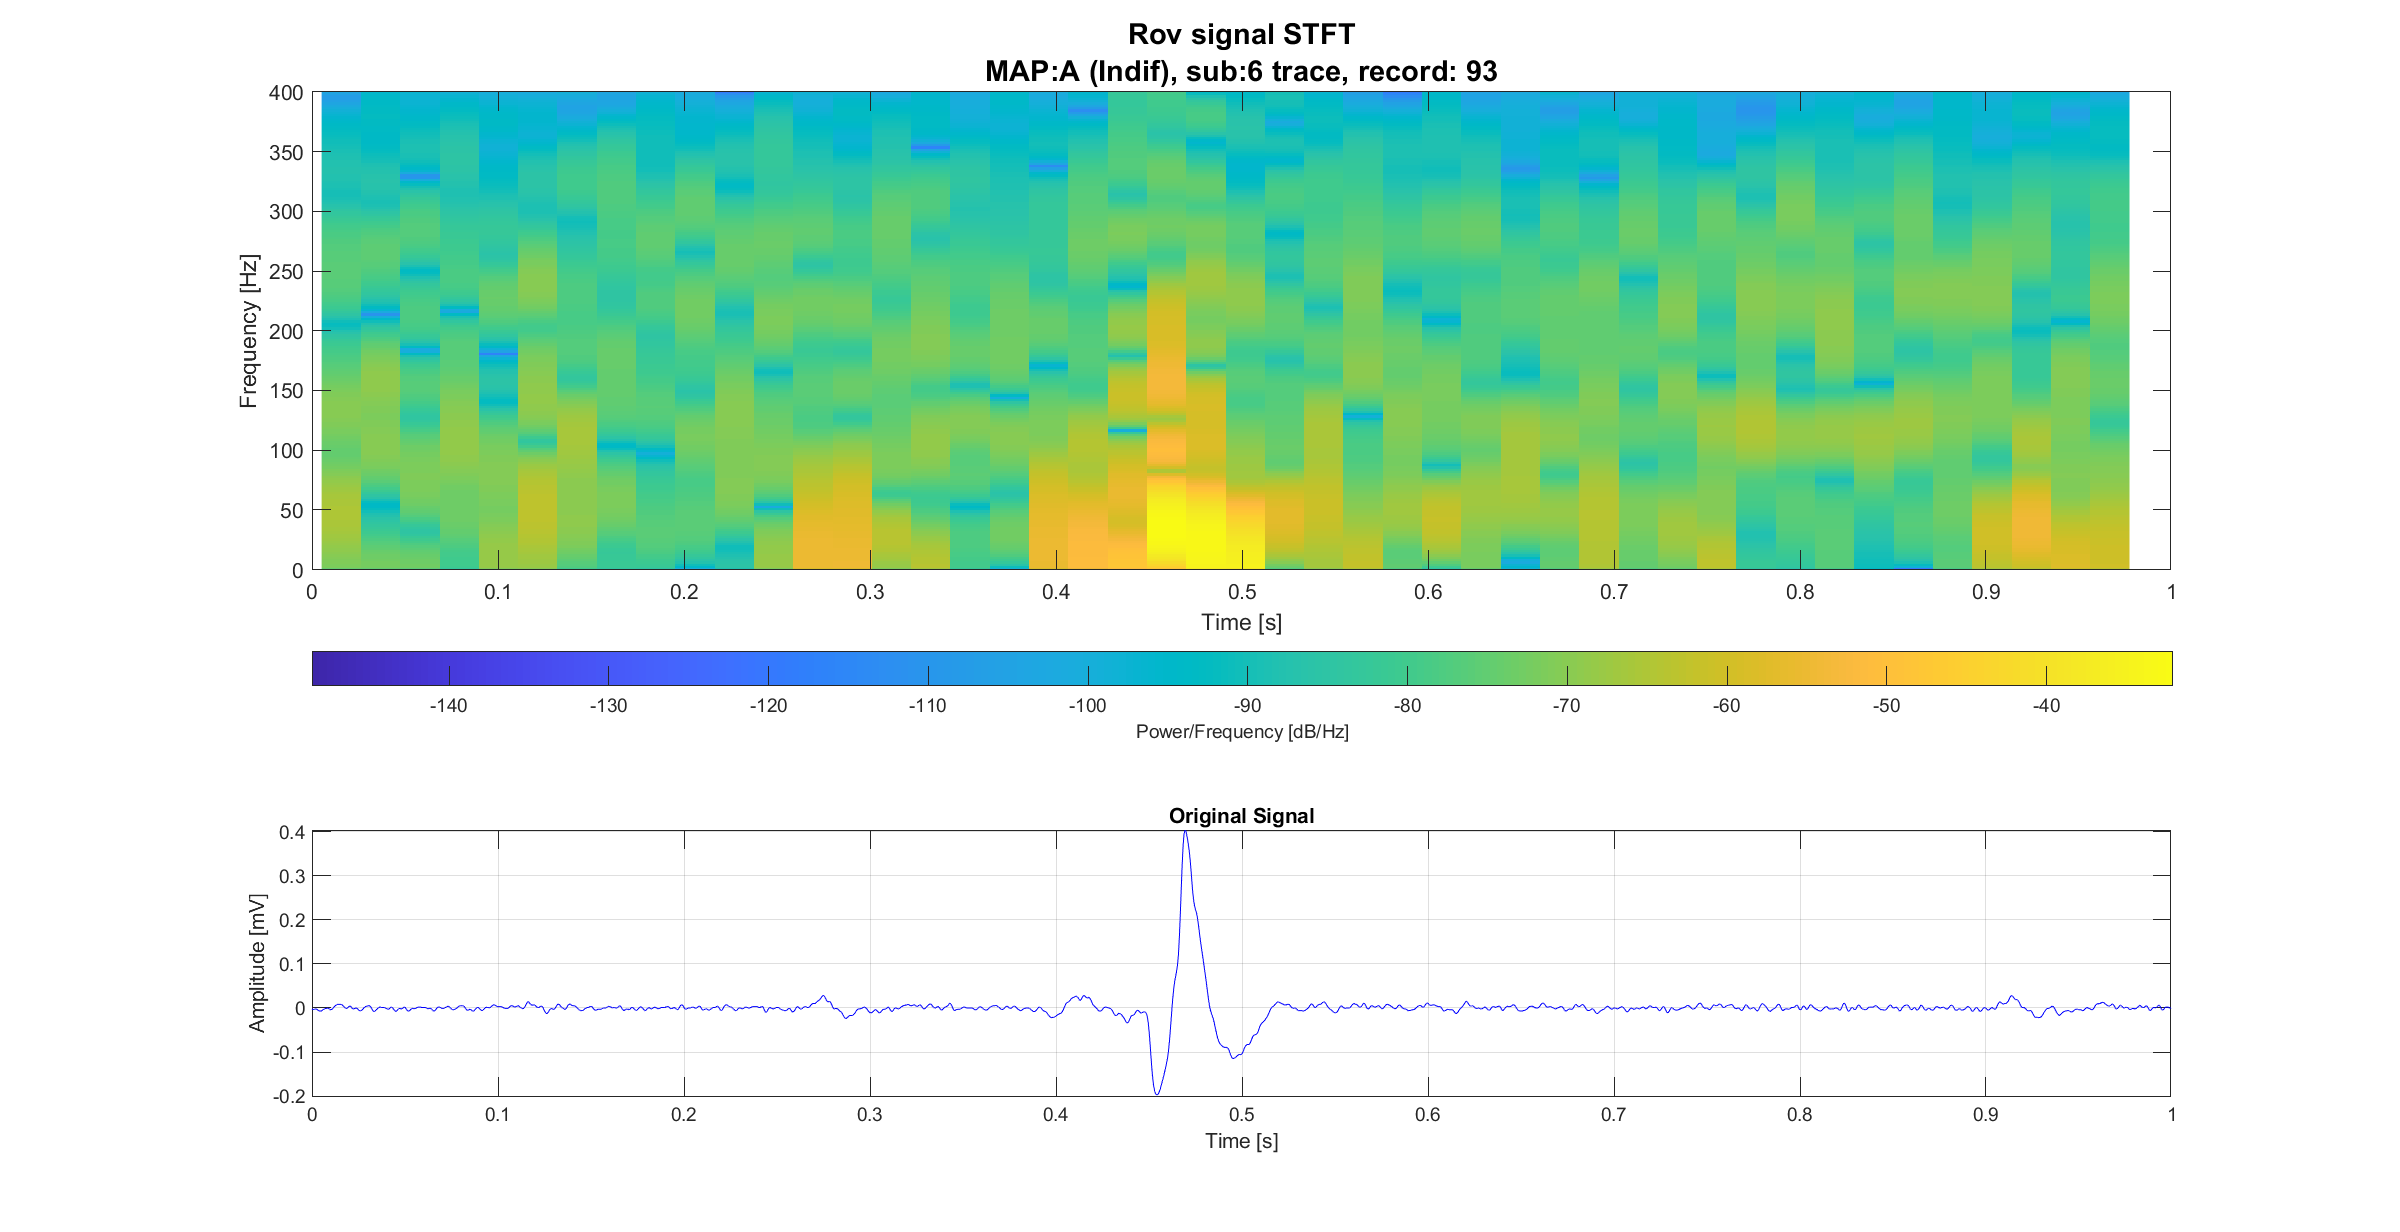 Rov signal STFT
MAP:A (Indif), sub:6 trace, record: 93
400
350
300
250
200
150
100
50
0
Frequency [Hz]
0 0.1 0.2 0.3 0.4 0.5 0.6 0.7 0.8 0.9 1
Time [s]
-140 -130 -120 -110 -100 -90 -80 -70 -60 -50 -40
Power/Frequency [dB/Hz]
Original Signal
0.4
0.3
0.2
0.1
0
-0.1
-0.2
Amplitude [mV]
0 0.1 0.2 0.3 0.4 0.5 0.6 0.7 0.8 0.9 1
Time [s]